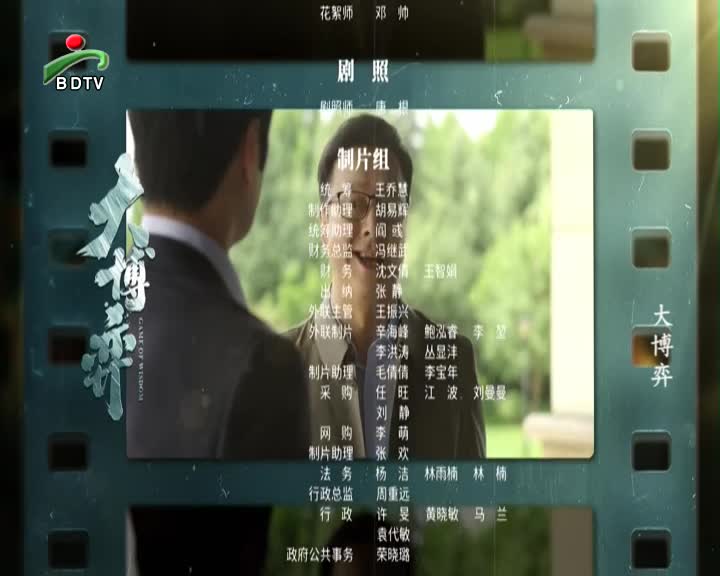 花絮师 邓 帅
BDTV
剧 照
剧照师 唐 根
制片组
统 筹 王乔慧
制作助理 胡易辉
统筹助理 阎 彧
财务总监 冯继武
财 务 沈文倩 王智娟
出 纳 张 静
外联主管 王振兴
外联制片 辛海峰 鲍泓睿 李 堃
李洪涛 丛显沣
制片助理 毛倩倩 李宝年
采 购 任 旺 江 波 刘曼曼
刘 静
网 购 李 萌
制片助理 张 欢
法 务 杨 洁 林雨楠 林 楠
行政总监 周重远
行 政 许 旻 黄晓敏 马 兰
袁代敏
政府公共事务 荣晓璐
大博弈
GAME OF WISDOM
大博弈